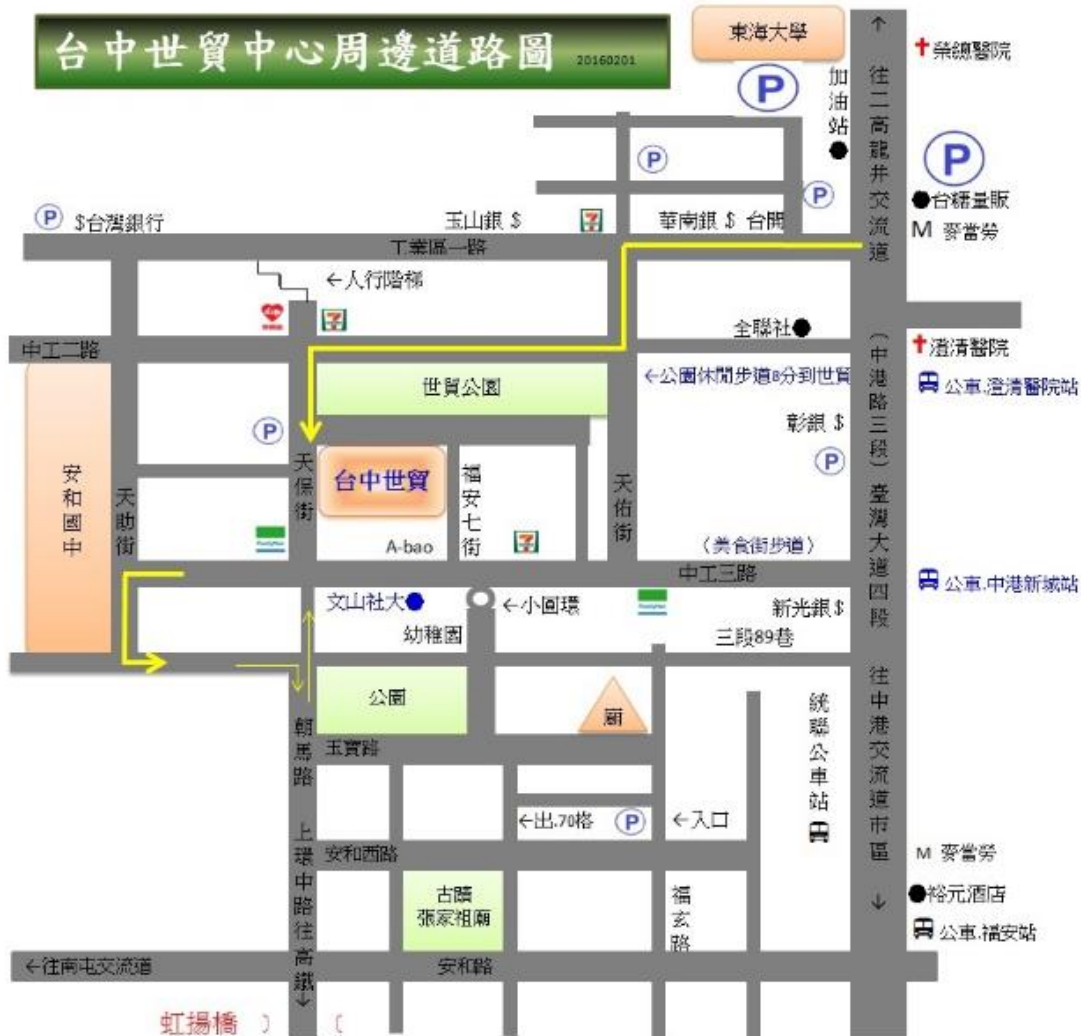 台中世貿中心周邊道路圖 20160201
東海大學
↑往二高龍井交流道
✝榮總醫院
P
加油站●
P
P
●台糖量販
P
P $台灣銀行
玉山銀 $
7
華南銀 $ 台開
M 麥當勞
工業區一路
←人行階梯
7
全聯社●
中工二路
✝澄清醫院
世貿公園
←公園休閒步道8分到世貿
公車.澄清醫院站
(中港路三段)臺灣大道四段
彰銀 $
P
P
安和國中
天助街
天保街
台中世貿
福安七街
天佑街
7
A-bao
FamilyMart
(美食街步道)
中工三路
公車.中港新城站
文山社大●
←小圓環
新光銀$
幼稚園
三段89巷
公園
廟
往中港交流道市區↓
統聯公車站
朝馬路
玉寶路
←出.70格
P
←入口
上環中路往高鐵↓
安和西路
M 麥當勞
古蹟
張家祖廟
福玄路
●裕元酒店
公車.福安站
←往南屯交流道
安和路
虹揚橋 ) (